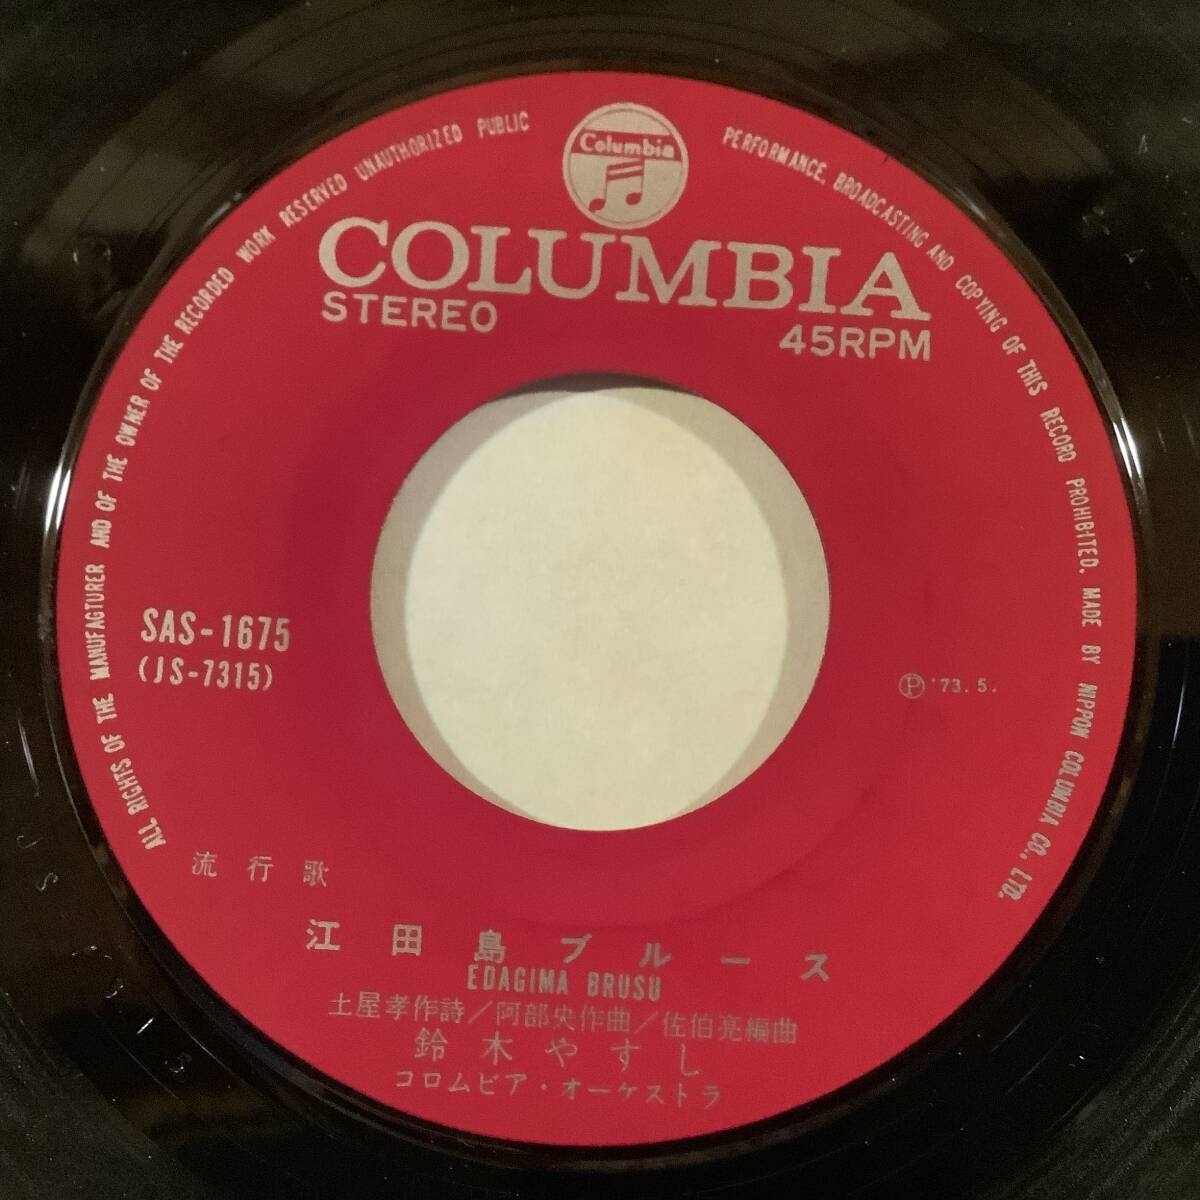 Columbia
COLUMBIA
STEREO
45RPM
ALL RIGHTS OF THE MANUFAGTURER AND OF THE OWNER OF THE RECORDED WORK RESERVED UNAUTHORIZED PUBLIC
PERFORMANCE, BROADCASTING AND COPYING OF THIS RECORD PROHIBITED. MADE BY NIPPON COLUMBIA CO., LTD.
SAS-1675
(JS-7315)
Ⓟ '73. 5.
流行歌
江田島ブルース
EDAGIMA BRUSU
土屋孝作詩/阿部央作曲/佐伯亮編曲
鈴木やすし
コロムビア・オーケストラ